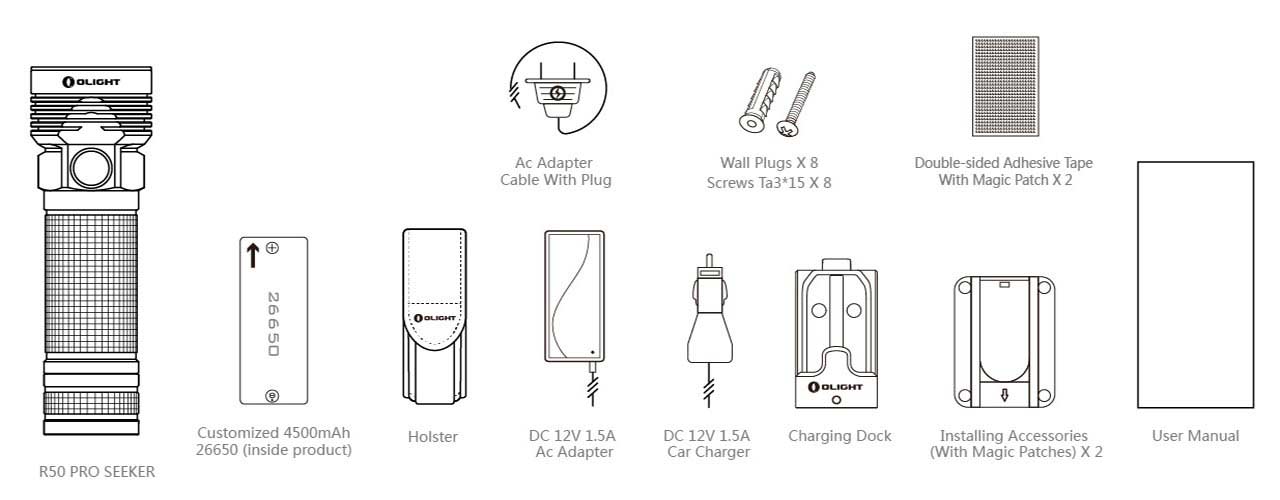 OLIGHT
R50 PRO SEEKER
26650
Customized 4500mAh
26650 (inside product)
OLIGHT
Holster
Ac Adapter
Cable With Plug
DC 12V 1.5A
Ac Adapter
Wall Plugs X 8
Screws Ta3*15 X 8
DC 12V 1.5A
Car Charger
OLIGHT
Charging Dock
Double-sided Adhesive Tape
With Magic Patch X 2
Installing Accessories
(With Magic Patches) X 2
User Manual